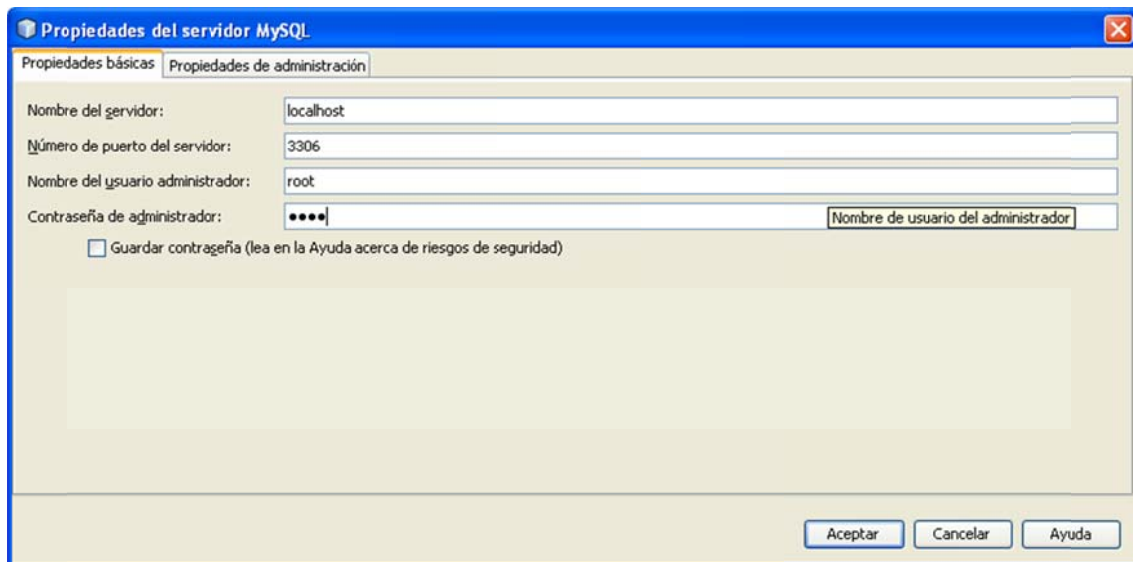 Propiedades del servidor MySQL
Propiedades básicas Propiedades de administración
Nombre del servidor: localhost
Número de puerto del servidor: 3306
Nombre del usuario administrador: root
Contraseña de administrador: ●●●● Nombre de usuario del administrador
Guardar contraseña (lea en la Ayuda acerca de riesgos de seguridad)
Aceptar Cancelar Ayuda